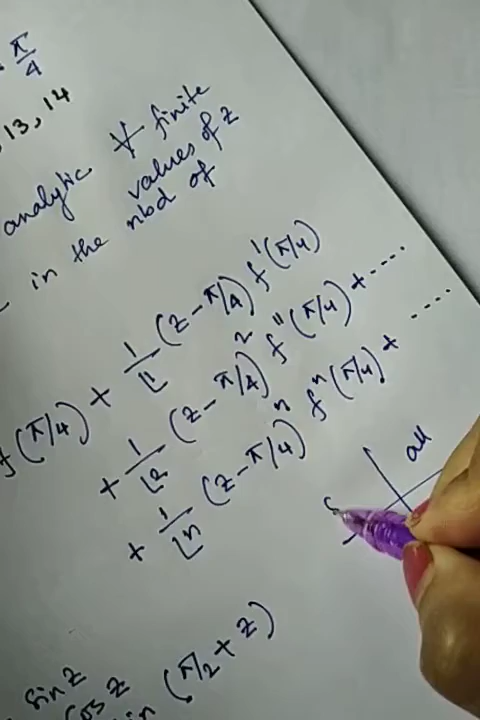 π/4
, 13, 14
analytic ∀ finite
values of z
in the nbd of
f(π/4) + 1/⌊1 (z-π/4) f'(π/4)
+ 1/⌊2 (z-π/4)² f''(π/4) + ....
+ 1/⌊n (z-π/4)ⁿ fⁿ(π/4) + ....
all
sin z
cos z
in (π/2 + z)